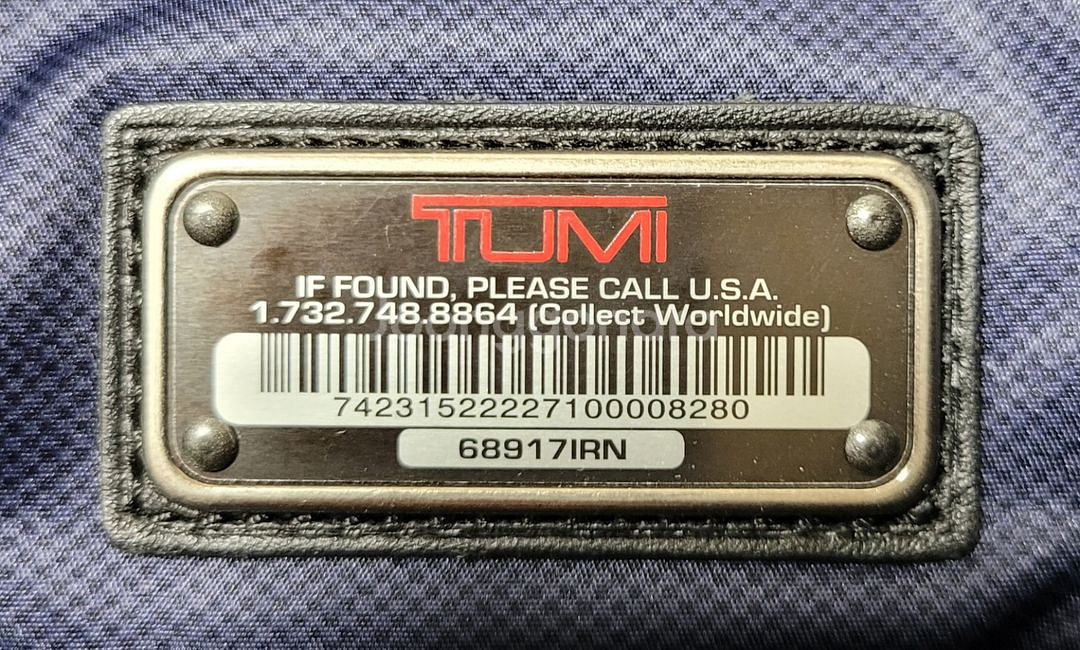 TUMI
IF FOUND, PLEASE CALL U.S.A.
1.732.748.8864 (Collect Worldwide)
74231522227100008280
68917IRN